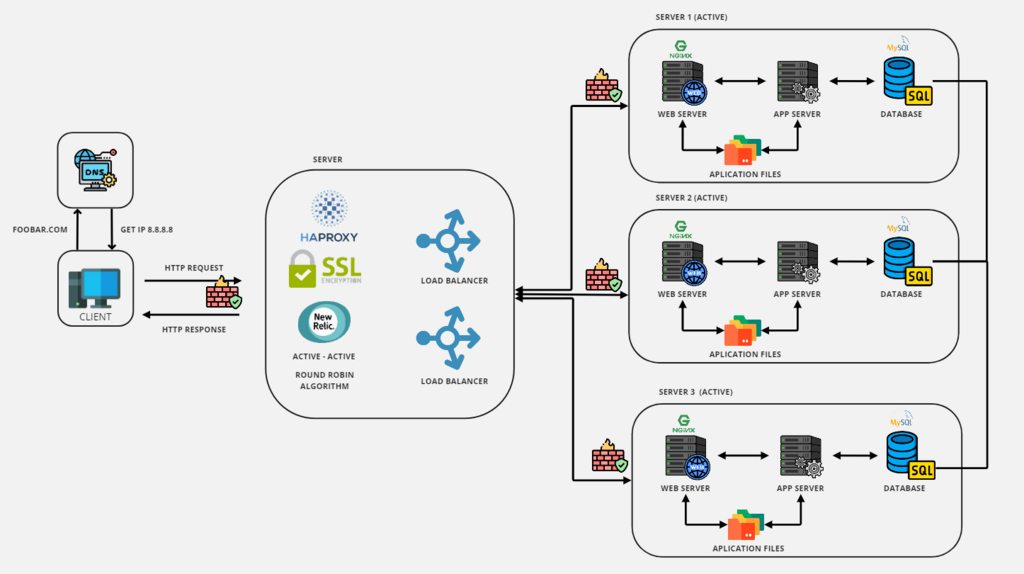 DNS
FOOBAR.COM
GET IP 8.8.8.8
CLIENT
HTTP REQUEST
HTTP RESPONSE
SERVER
HAPROXY
SSL
ENCRYPTION
New
Relic.
ACTIVE - ACTIVE
ROUND ROBIN
ALGORITHM
LOAD BALANCER
LOAD BALANCER
SERVER 1 (ACTIVE)
NGINX
WEB
WEB SERVER
APP SERVER
MySQL
SQL
DATABASE
APLICATION FILES
SERVER 2 (ACTIVE)
NGINX
WEB
WEB SERVER
APP SERVER
MySQL
SQL
DATABASE
APLICATION FILES
SERVER 3 (ACTIVE)
NGINX
WEB
WEB SERVER
APP SERVER
MySQL
SQL
DATABASE
APLICATION FILES